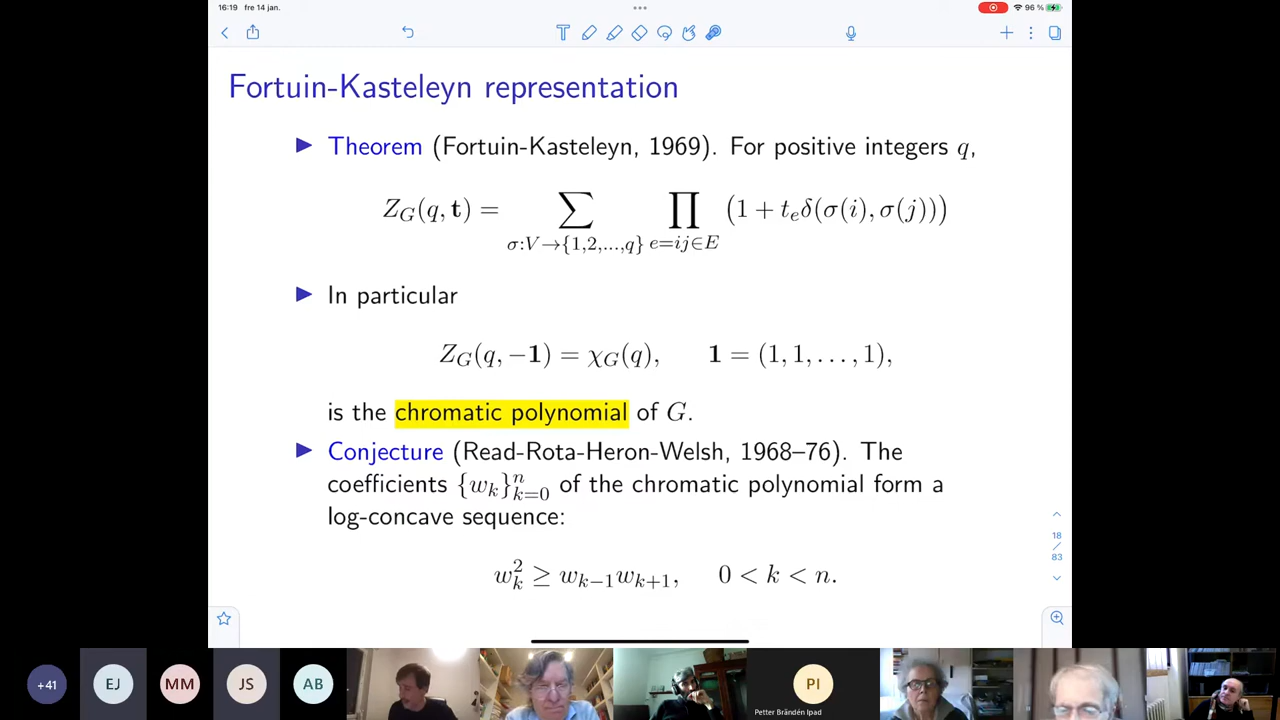 16:19 fre 14 jan.
96 %
Fortuin-Kasteleyn representation
▶ Theorem (Fortuin-Kasteleyn, 1969). For positive integers q,
Z_G(q, t) = ∑_{σ:V→{1,2,...,q}} ∏_{e=ij∈E} (1 + t_e δ(σ(i), σ(j)))
▶ In particular
Z_G(q, −1) = χ_G(q), 1 = (1, 1, . . . , 1),
is the chromatic polynomial of G.
▶ Conjecture (Read-Rota-Heron-Welsh, 1968–76). The
coefficients {w_k}_{k=0}^n of the chromatic polynomial form a
log-concave sequence:
w_k^2 ≥ w_{k−1}w_{k+1}, 0 < k < n.
18
/
83
+41
EJ
MM
JS
AB
PI
Petter Brändén Ipad